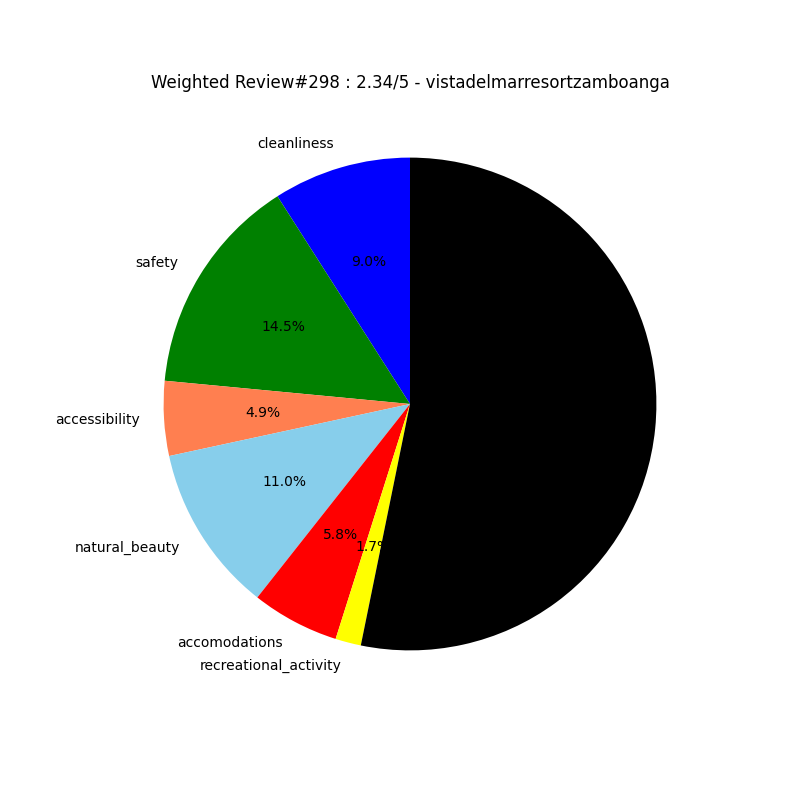 Weighted Review#298 : 2.34/5 - vistadelmarresortzamboanga
cleanliness
9.0%
safety
14.5%
accessibility
4.9%
natural_beauty
11.0%
5.8%
1.7%
accomodations
recreational_activity